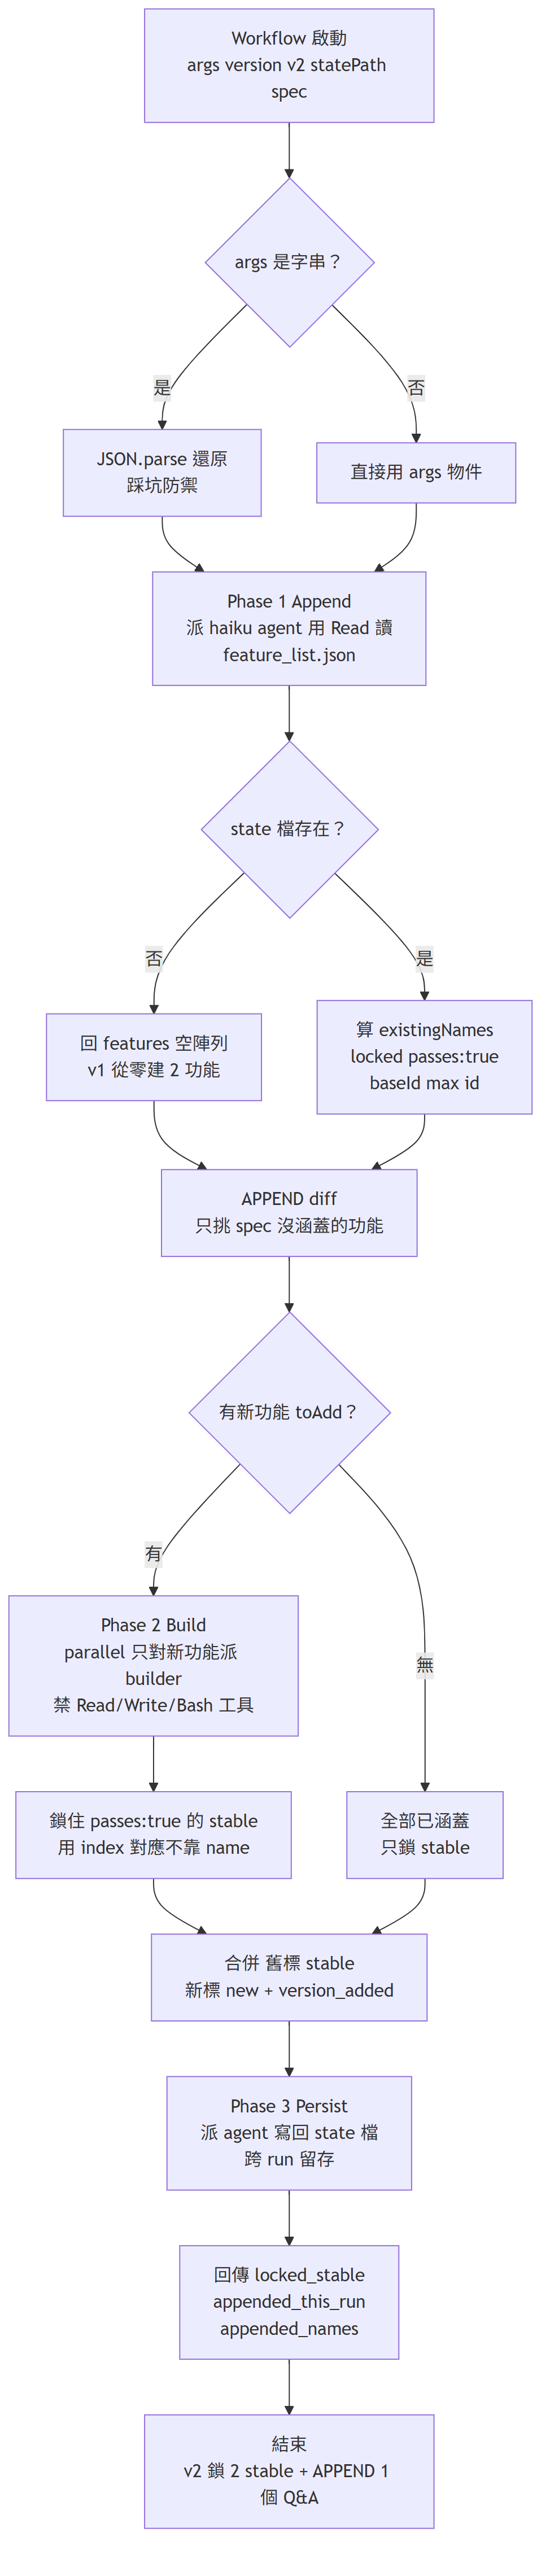 Workflow 啟動
args version v2 statePath
spec
args 是字串？
是
否
JSON.parse 還原
踩坑防禦
直接用 args 物件
Phase 1 Append
派 haiku agent 用 Read 讀
feature_list.json
state 檔存在？
否
是
回 features 空陣列
v1 從零建 2 功能
算 existingNames
locked passes:true
baseId max id
APPEND diff
只挑 spec 沒涵蓋的功能
有新功能 toAdd？
有
無
Phase 2 Build
parallel 只對新功能派
builder
禁 Read/Write/Bash 工具
鎖住 passes:true 的 stable
用 index 對應不靠 name
全部已涵蓋
只鎖 stable
合併 舊標 stable
新標 new + version_added
Phase 3 Persist
派 agent 寫回 state 檔
跨 run 留存
回傳 locked_stable
appended_this_run
appended_names
結束
v2 鎖 2 stable + APPEND 1
個 Q&A